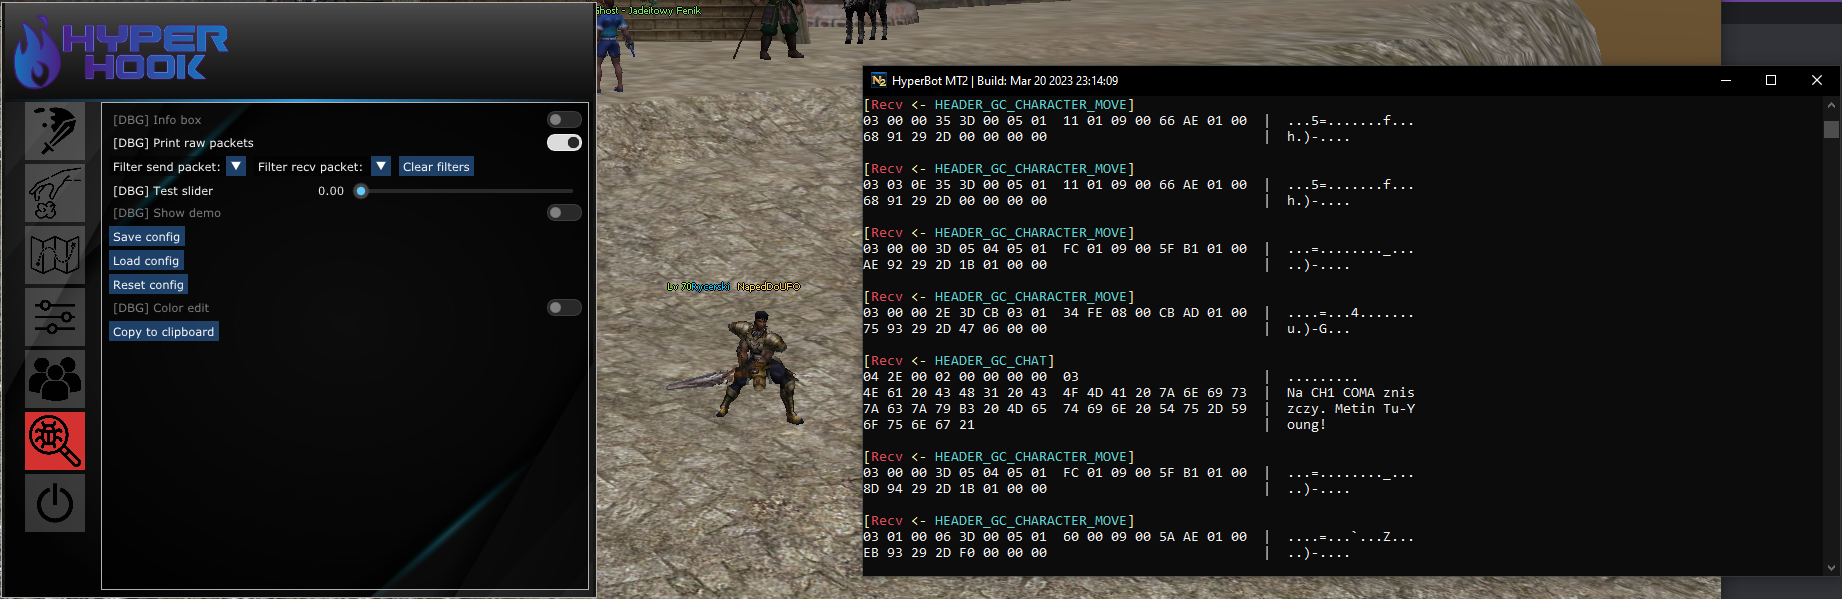 Ghost - Jadeitowy Fenik
HYPER
HOOK
[DBG] Info box
[DBG] Print raw packets
Filter send packet: Filter recv packet: Clear filters
[DBG] Test slider 0.00
[DBG] Show demo
Save config
Load config
Reset config
[DBG] Color edit
Copy to clipboard
Lv 70 Rycerski NapedDoUFO
HyperBot MT2 | Build: Mar 20 2023 23:14:09
[Recv <- HEADER_GC_CHARACTER_MOVE]
03 00 00 35 3D 00 05 01 11 01 09 00 66 AE 01 00 | ...5=.......f...
68 91 29 2D 00 00 00 00 | h.)-....
[Recv <- HEADER_GC_CHARACTER_MOVE]
03 03 0E 35 3D 00 05 01 11 01 09 00 66 AE 01 00 | ...5=.......f...
68 91 29 2D 00 00 00 00 | h.)-....
[Recv <- HEADER_GC_CHARACTER_MOVE]
03 00 00 3D 05 04 05 01 FC 01 09 00 5F B1 01 00 | ...=........_...
AE 92 29 2D 1B 01 00 00 | ..)-....
[Recv <- HEADER_GC_CHARACTER_MOVE]
03 00 00 2E 3D CB 03 01 34 FE 08 00 CB AD 01 00 | ....=...4.......
75 93 29 2D 47 06 00 00 | u.)-G...
[Recv <- HEADER_GC_CHAT]
04 2E 00 02 00 00 00 00 03 | .........
4E 61 20 43 48 31 20 43 4F 4D 41 20 7A 6E 69 73 | Na CH1 COMA znis
7A 63 7A 79 B3 20 4D 65 74 69 6E 20 54 75 2D 59 | zczy. Metin Tu-Y
6F 75 6E 67 21 | oung!
[Recv <- HEADER_GC_CHARACTER_MOVE]
03 00 00 3D 05 04 05 01 FC 01 09 00 5F B1 01 00 | ...=........_...
8D 94 29 2D 1B 01 00 00 | ..)-....
[Recv <- HEADER_GC_CHARACTER_MOVE]
03 01 00 06 3D 00 05 01 60 00 09 00 5A AE 01 00 | ....=...`...Z...
EB 93 29 2D F0 00 00 00 | ..)-....